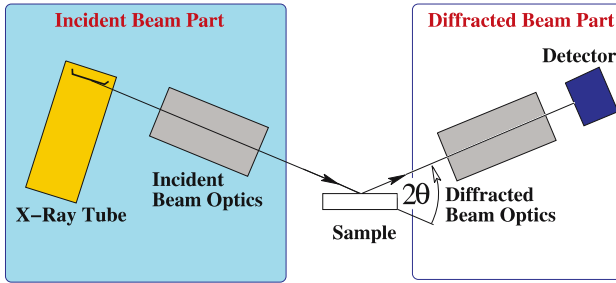 Incident Beam Part
X-Ray Tube
Incident
Beam Optics
Sample
2θ
Diffracted Beam Part
Detector
Diffracted
Beam Optics